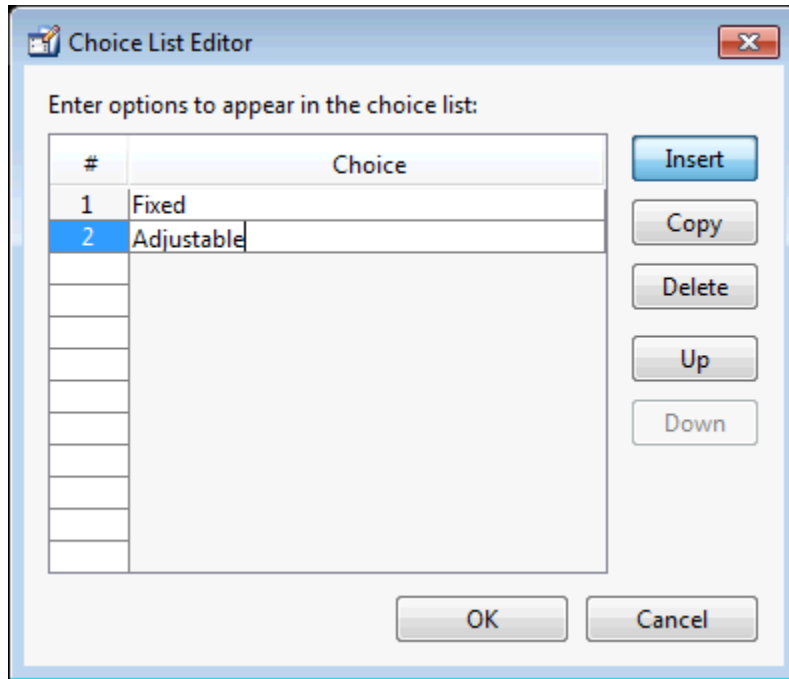 Choice List Editor
Enter options to appear in the choice list:
# Choice
1 Fixed
2 Adjustable
Insert
Copy
Delete
Up
Down
OK Cancel